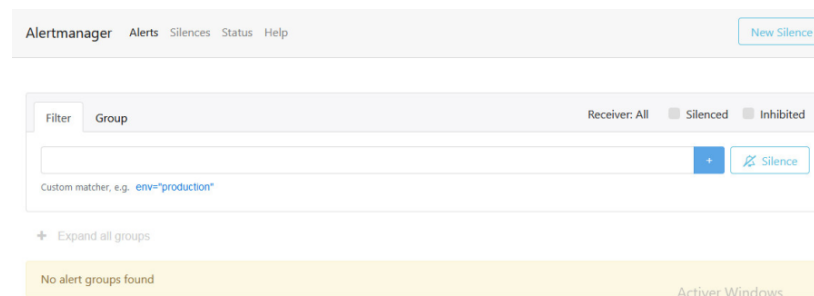 Alertmanager Alerts Silences Status Help New Silence
Filter Group Receiver: All Silenced Inhibited
+ Silence
Custom matcher, e.g. env="production"
+ Expand all groups
No alert groups found
Activer Windows